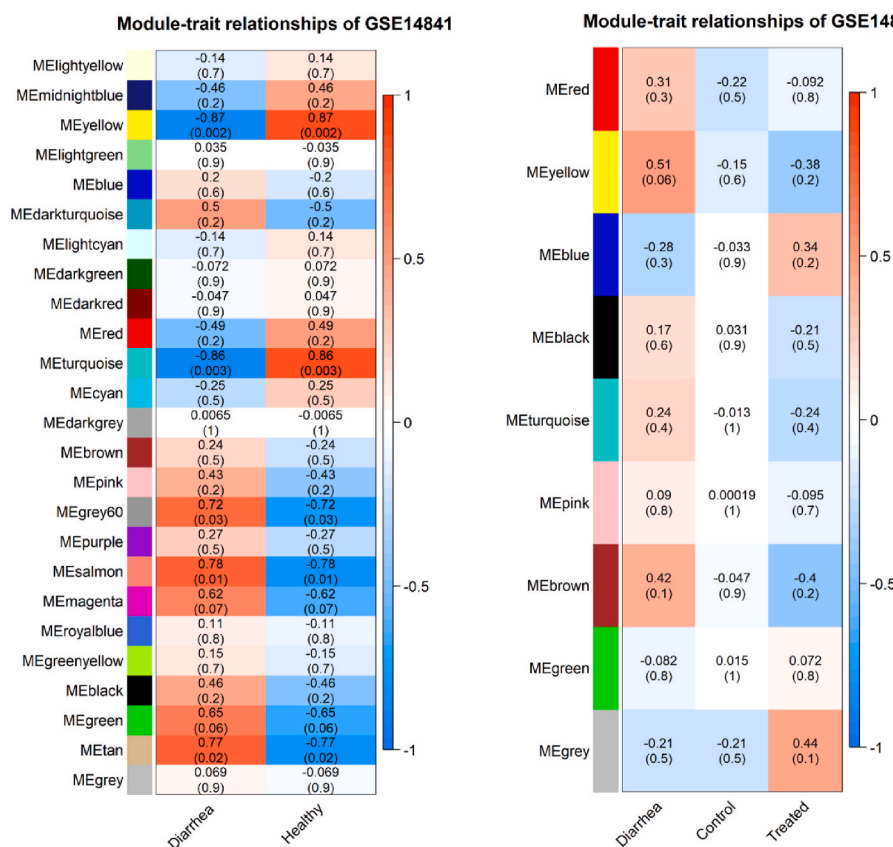 Module-trait relationships of GSE14841
MElightyellow -0.14 0.14
(0.7) (0.7)
MEmidnightblue -0.46 0.46
(0.2) (0.2)
MEyellow -0.87 0.87
(0.002) (0.002)
MElightgreen 0.035 -0.035
(0.9) (0.9)
MEblue 0.2 -0.2
(0.6) (0.6)
MEdarkturquoise 0.5 -0.5
(0.2) (0.2)
MElightcyan -0.14 0.14
(0.7) (0.7)
MEdarkgreen -0.072 0.072
(0.9) (0.9)
MEdarkred -0.047 0.047
(0.9) (0.9)
MEred -0.49 0.49
(0.2) (0.2)
MEturquoise -0.86 0.86
(0.003) (0.003)
MEcyan -0.25 0.25
(0.5) (0.5)
MEdarkgrey 0.0065 -0.0065
(1) (1)
MEbrown 0.24 -0.24
(0.5) (0.5)
MEpink 0.43 -0.43
(0.2) (0.2)
MEgrey60 0.72 -0.72
(0.03) (0.03)
MEpurple 0.27 -0.27
(0.5) (0.5)
MEsalmon 0.78 -0.78
(0.01) (0.01)
MEmagenta 0.62 -0.62
(0.07) (0.07)
MEroyalblue 0.11 -0.11
(0.8) (0.8)
MEgreenyellow 0.15 -0.15
(0.7) (0.7)
MEblack 0.46 -0.46
(0.2) (0.2)
MEgreen 0.65 -0.65
(0.06) (0.06)
MEtan 0.77 -0.77
(0.02) (0.02)
MEgrey 0.069 -0.069
(0.9) (0.9)
Diarrhea Healthy
1
0.5
0
-0.5
-1
Module-trait relationships of GSE148
MEred 0.31 -0.22 -0.092
(0.3) (0.5) (0.8)
MEyellow 0.51 -0.15 -0.38
(0.06) (0.6) (0.2)
MEblue -0.28 -0.033 0.34
(0.3) (0.9) (0.2)
MEblack 0.17 0.031 -0.21
(0.6) (0.9) (0.5)
MEturquoise 0.24 -0.013 -0.24
(0.4) (1) (0.4)
MEpink 0.09 0.00019 -0.095
(0.8) (1) (0.7)
MEbrown 0.42 -0.047 -0.4
(0.1) (0.9) (0.2)
MEgreen -0.082 0.015 0.072
(0.8) (1) (0.8)
MEgrey -0.21 -0.21 0.44
(0.5) (0.5) (0.1)
Diarrhea Control Treated
1
0.5
0
-0.5
-1